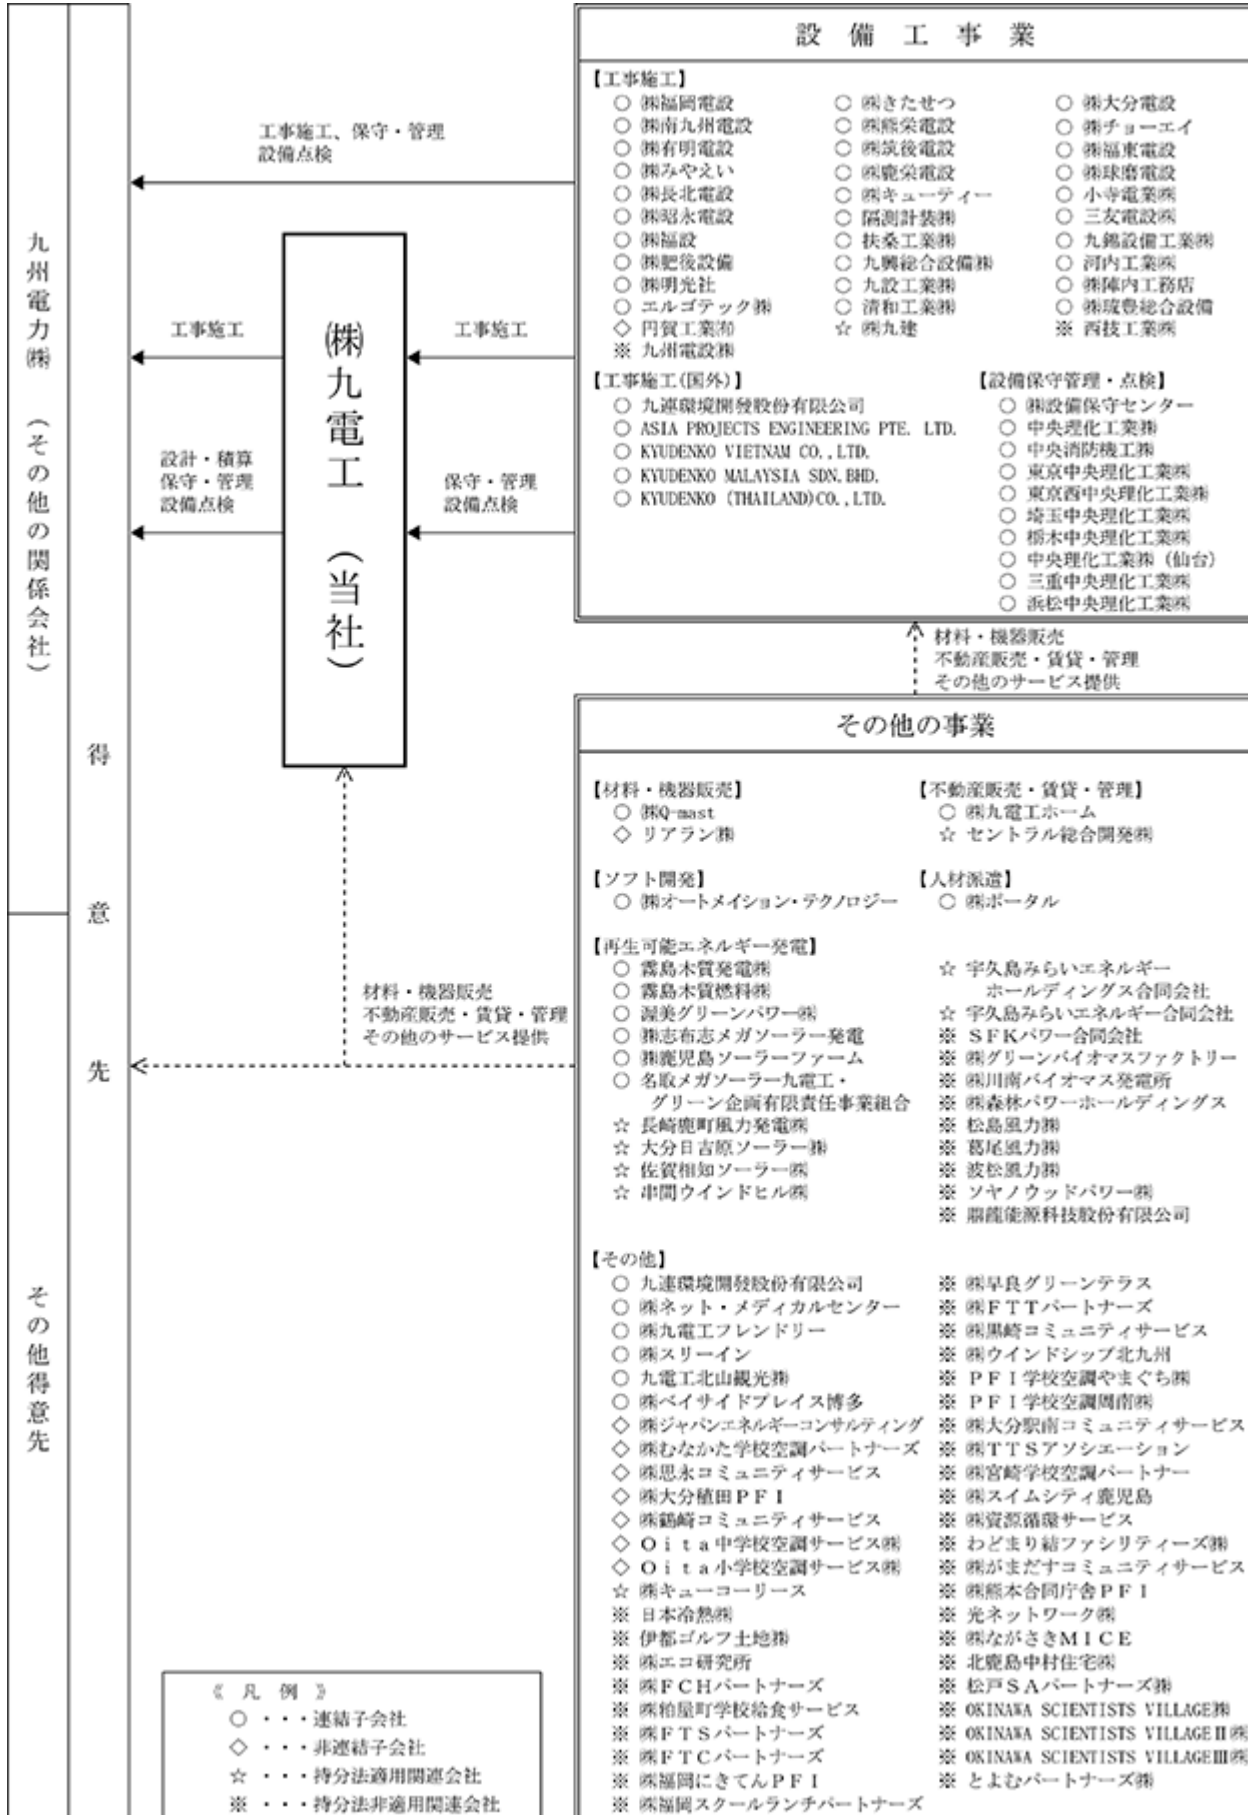 九州電力㈱　（その他の関係会社）
その他得意先
得意先
工事施工、保守・管理
設備点検
工事施工
設計・積算
保守・管理
設備点検
㈱九電工　（当社）
工事施工
保守・管理
設備点検
材料・機器販売
不動産販売・賃貸・管理
その他のサービス提供
設備工事業
【工事施工】
○ ㈱福岡電設
○ ㈱南九州電設
○ ㈱有明電設
○ ㈱みやえい
○ ㈱長北電設
○ ㈱昭永電設
○ ㈱福設
○ ㈱肥後設備
○ ㈱明光社
○ エルゴテック㈱
◇ 円賀工業㈲
※ 九州電設㈱
○ ㈱きたせつ
○ ㈱熊栄電設
○ ㈱筑後電設
○ ㈱鹿栄電設
○ ㈱キューティー
○ 隔測計装㈱
○ 扶桑工業㈱
○ 九興総合設備㈱
○ 九設工業㈱
○ 清和工業㈱
☆ ㈱九建
○ ㈱大分電設
○ ㈱チョーエイ
○ ㈱福東電設
○ ㈱球磨電設
○ 小寺電業㈱
○ 三友電設㈱
○ 九錦設備工業㈱
○ 河内工業㈱
○ ㈱陣内工務店
○ ㈱琉豊総合設備
※ 西技工業㈱
【工事施工(国外)】
○ 九連環境開發股份有限公司
○ ASIA PROJECTS ENGINEERING PTE. LTD.
○ KYUDENKO VIETNAM CO.,LTD.
○ KYUDENKO MALAYSIA SDN.BHD.
○ KYUDENKO (THAILAND)CO.,LTD.
【設備保守管理・点検】
○ ㈱設備保守センター
○ 中央理化工業㈱
○ 中央消防機工㈱
○ 東京中央理化工業㈱
○ 東京西中央理化工業㈱
○ 埼玉中央理化工業㈱
○ 栃木中央理化工業㈱
○ 中央理化工業㈱（仙台）
○ 三重中央理化工業㈱
○ 浜松中央理化工業㈱
材料・機器販売
不動産販売・賃貸・管理
その他のサービス提供
その他の事業
【材料・機器販売】
○ ㈱Q-mast
◇ リアラン㈱
【不動産販売・賃貸・管理】
○ ㈱九電工ホーム
☆ セントラル総合開発㈱
【ソフト開発】
○ ㈱オートメイション・テクノロジー
【人材派遣】
○ ㈱ポータル
【再生可能エネルギー発電】
○ 霧島木質発電㈱
○ 霧島木質燃料㈱
○ 渥美グリーンパワー㈱
○ ㈱志布志メガソーラー発電
○ ㈱鹿児島ソーラーファーム
○ 名取メガソーラー九電工・
グリーン企画有限責任事業組合
☆ 長崎鹿町風力発電㈱
☆ 大分日吉原ソーラー㈱
☆ 佐賀相知ソーラー㈱
☆ 串間ウインドヒル㈱
☆ 宇久島みらいエネルギー
ホールディングス合同会社
☆ 宇久島みらいエネルギー合同会社
※ ＳＦＫパワー合同会社
※ ㈱グリーンバイオマスファクトリー
※ ㈱川南バイオマス発電所
※ ㈱森林パワーホールディングス
※ 松島風力㈱
※ 葛尾風力㈱
※ 波松風力㈱
※ ソヤノウッドパワー㈱
※ 鼎龍能源科技股份有限公司
【その他】
○ 九連環境開發股份有限公司
○ ㈱ネット・メディカルセンター
○ ㈱九電工フレンドリー
○ ㈱スリーイン
○ 九電工北山観光㈱
○ ㈱ベイサイドプレイス博多
◇ ㈱ジャパンエネルギーコンサルティング
◇ ㈱むなかた学校空調パートナーズ
◇ ㈱思永コミュニティサービス
◇ ㈱大分稙田ＰＦＩ
◇ ㈱鶴崎コミュニティサービス
◇ Ｏｉｔａ中学校空調サービス㈱
◇ Ｏｉｔａ小学校空調サービス㈱
☆ ㈱キューコーリース
※ 日本冷熱㈱
※ 伊都ゴルフ土地㈱
※ ㈱エコ研究所
※ ㈱ＦＣＨパートナーズ
※ ㈱粕屋町学校給食サービス
※ ㈱ＦＴＳパートナーズ
※ ㈱ＦＴＣパートナーズ
※ ㈱福岡にきてんＰＦＩ
※ ㈱福岡スクールランチパートナーズ
※ ㈱早良グリーンテラス
※ ㈱ＦＴＴパートナーズ
※ ㈱黒崎コミュニティサービス
※ ㈱ウインドシップ北九州
※ ＰＦＩ学校空調やまぐち㈱
※ ＰＦＩ学校空調周南㈱
※ ㈱大分駅南コミュニティサービス
※ ㈱ＴＴＳアソシエーション
※ ㈱宮崎学校空調パートナー
※ ㈱スイムシティ鹿児島
※ ㈱資源循環サービス
※ わどまり結ファシリティーズ㈱
※ ㈱がまだすコミュニティサービス
※ ㈱熊本合同庁舎ＰＦＩ
※ 光ネットワーク㈱
※ ㈱ながさきＭＩＣＥ
※ 北鹿島中村住宅㈱
※ 松戸ＳＡパートナーズ㈱
※ OKINAWA SCIENTISTS VILLAGE㈱
※ OKINAWA SCIENTISTS VILLAGEⅡ㈱
※ OKINAWA SCIENTISTS VILLAGEⅢ㈱
※ とよむパートナーズ㈱
《 凡 例 》
○ ・・・連結子会社
◇ ・・・非連結子会社
☆ ・・・持分法適用関連会社
※ ・・・持分法非適用関連会社